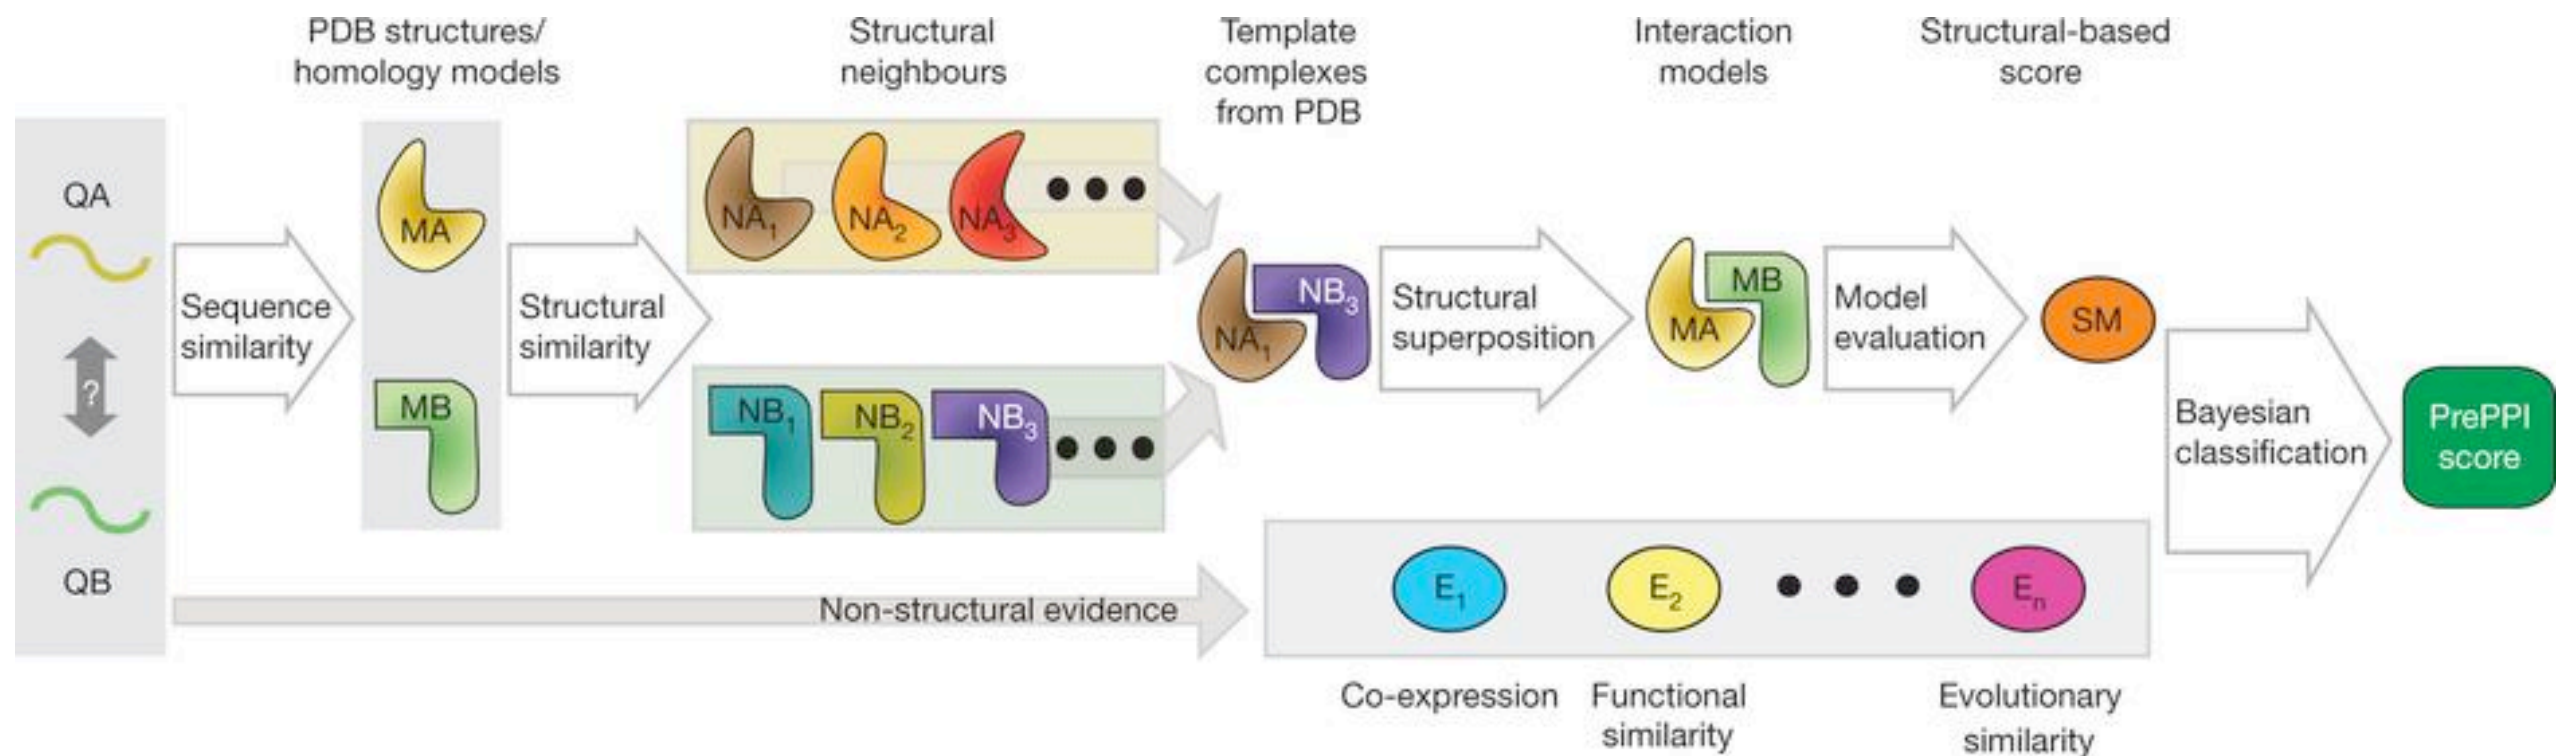 PDB structures/
homology models
Structural
neighbours
Template
complexes
from PDB
Interaction
models
Structural-based
score
QA
?
QB
Sequence
similarity
MA
MB
Structural
similarity
NA1
NA2
NA3
NB1
NB2
NB3
NA1
NB3
Structural
superposition
MA
MB
Model
evaluation
SM
Bayesian
classification
PrePPI
score
Non-structural evidence
E1
E2
En
Co-expression
Functional
similarity
Evolutionary
similarity